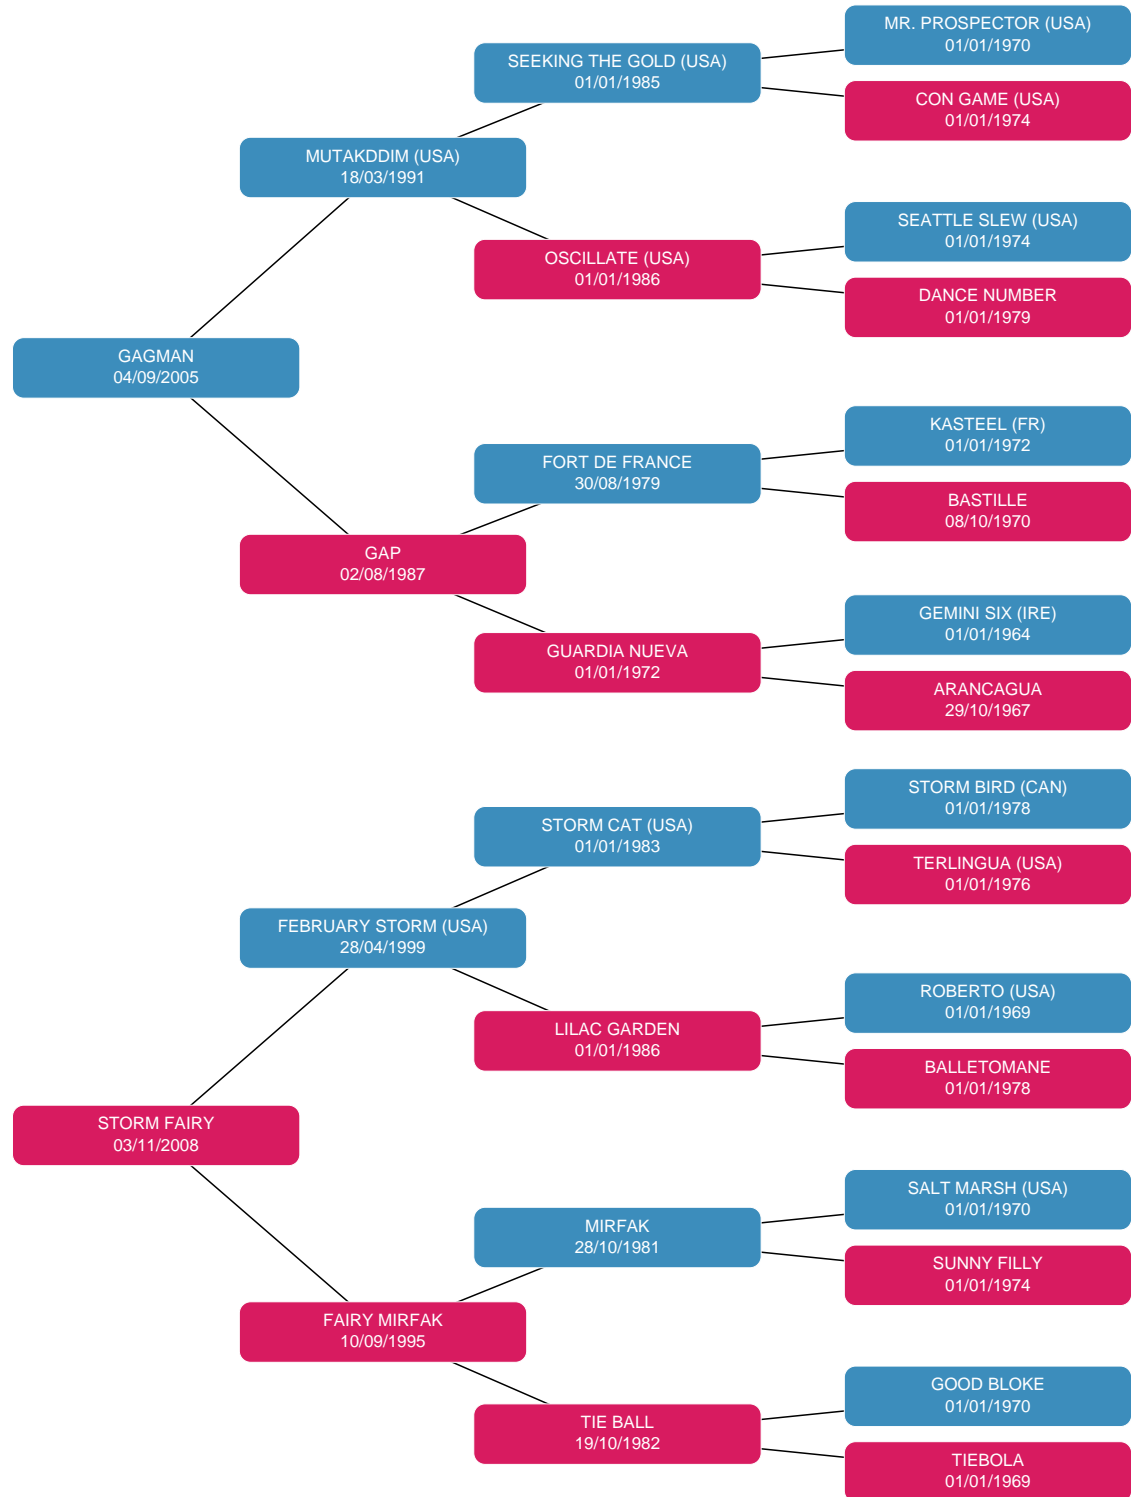 MR. PROSPECTOR (USA)
01/01/1970
SEEKING THE GOLD (USA)
01/01/1985
CON GAME (USA)
01/01/1974
MUTAKDDIM (USA)
18/03/1991
SEATTLE SLEW (USA)
01/01/1974
OSCILLATE (USA)
01/01/1986
DANCE NUMBER
01/01/1979
GAGMAN
04/09/2005
KASTEEL (FR)
01/01/1972
FORT DE FRANCE
30/08/1979
BASTILLE
08/10/1970
GAP
02/08/1987
GEMINI SIX (IRE)
01/01/1964
GUARDIA NUEVA
01/01/1972
ARANCAGUA
29/10/1967
STORM BIRD (CAN)
01/01/1978
STORM CAT (USA)
01/01/1983
TERLINGUA (USA)
01/01/1976
FEBRUARY STORM (USA)
28/04/1999
ROBERTO (USA)
01/01/1969
LILAC GARDEN
01/01/1986
BALLETOMANE
01/01/1978
STORM FAIRY
03/11/2008
SALT MARSH (USA)
01/01/1970
MIRFAK
28/10/1981
SUNNY FILLY
01/01/1974
FAIRY MIRFAK
10/09/1995
GOOD BLOKE
01/01/1970
TIE BALL
19/10/1982
TIEBOLA
01/01/1969